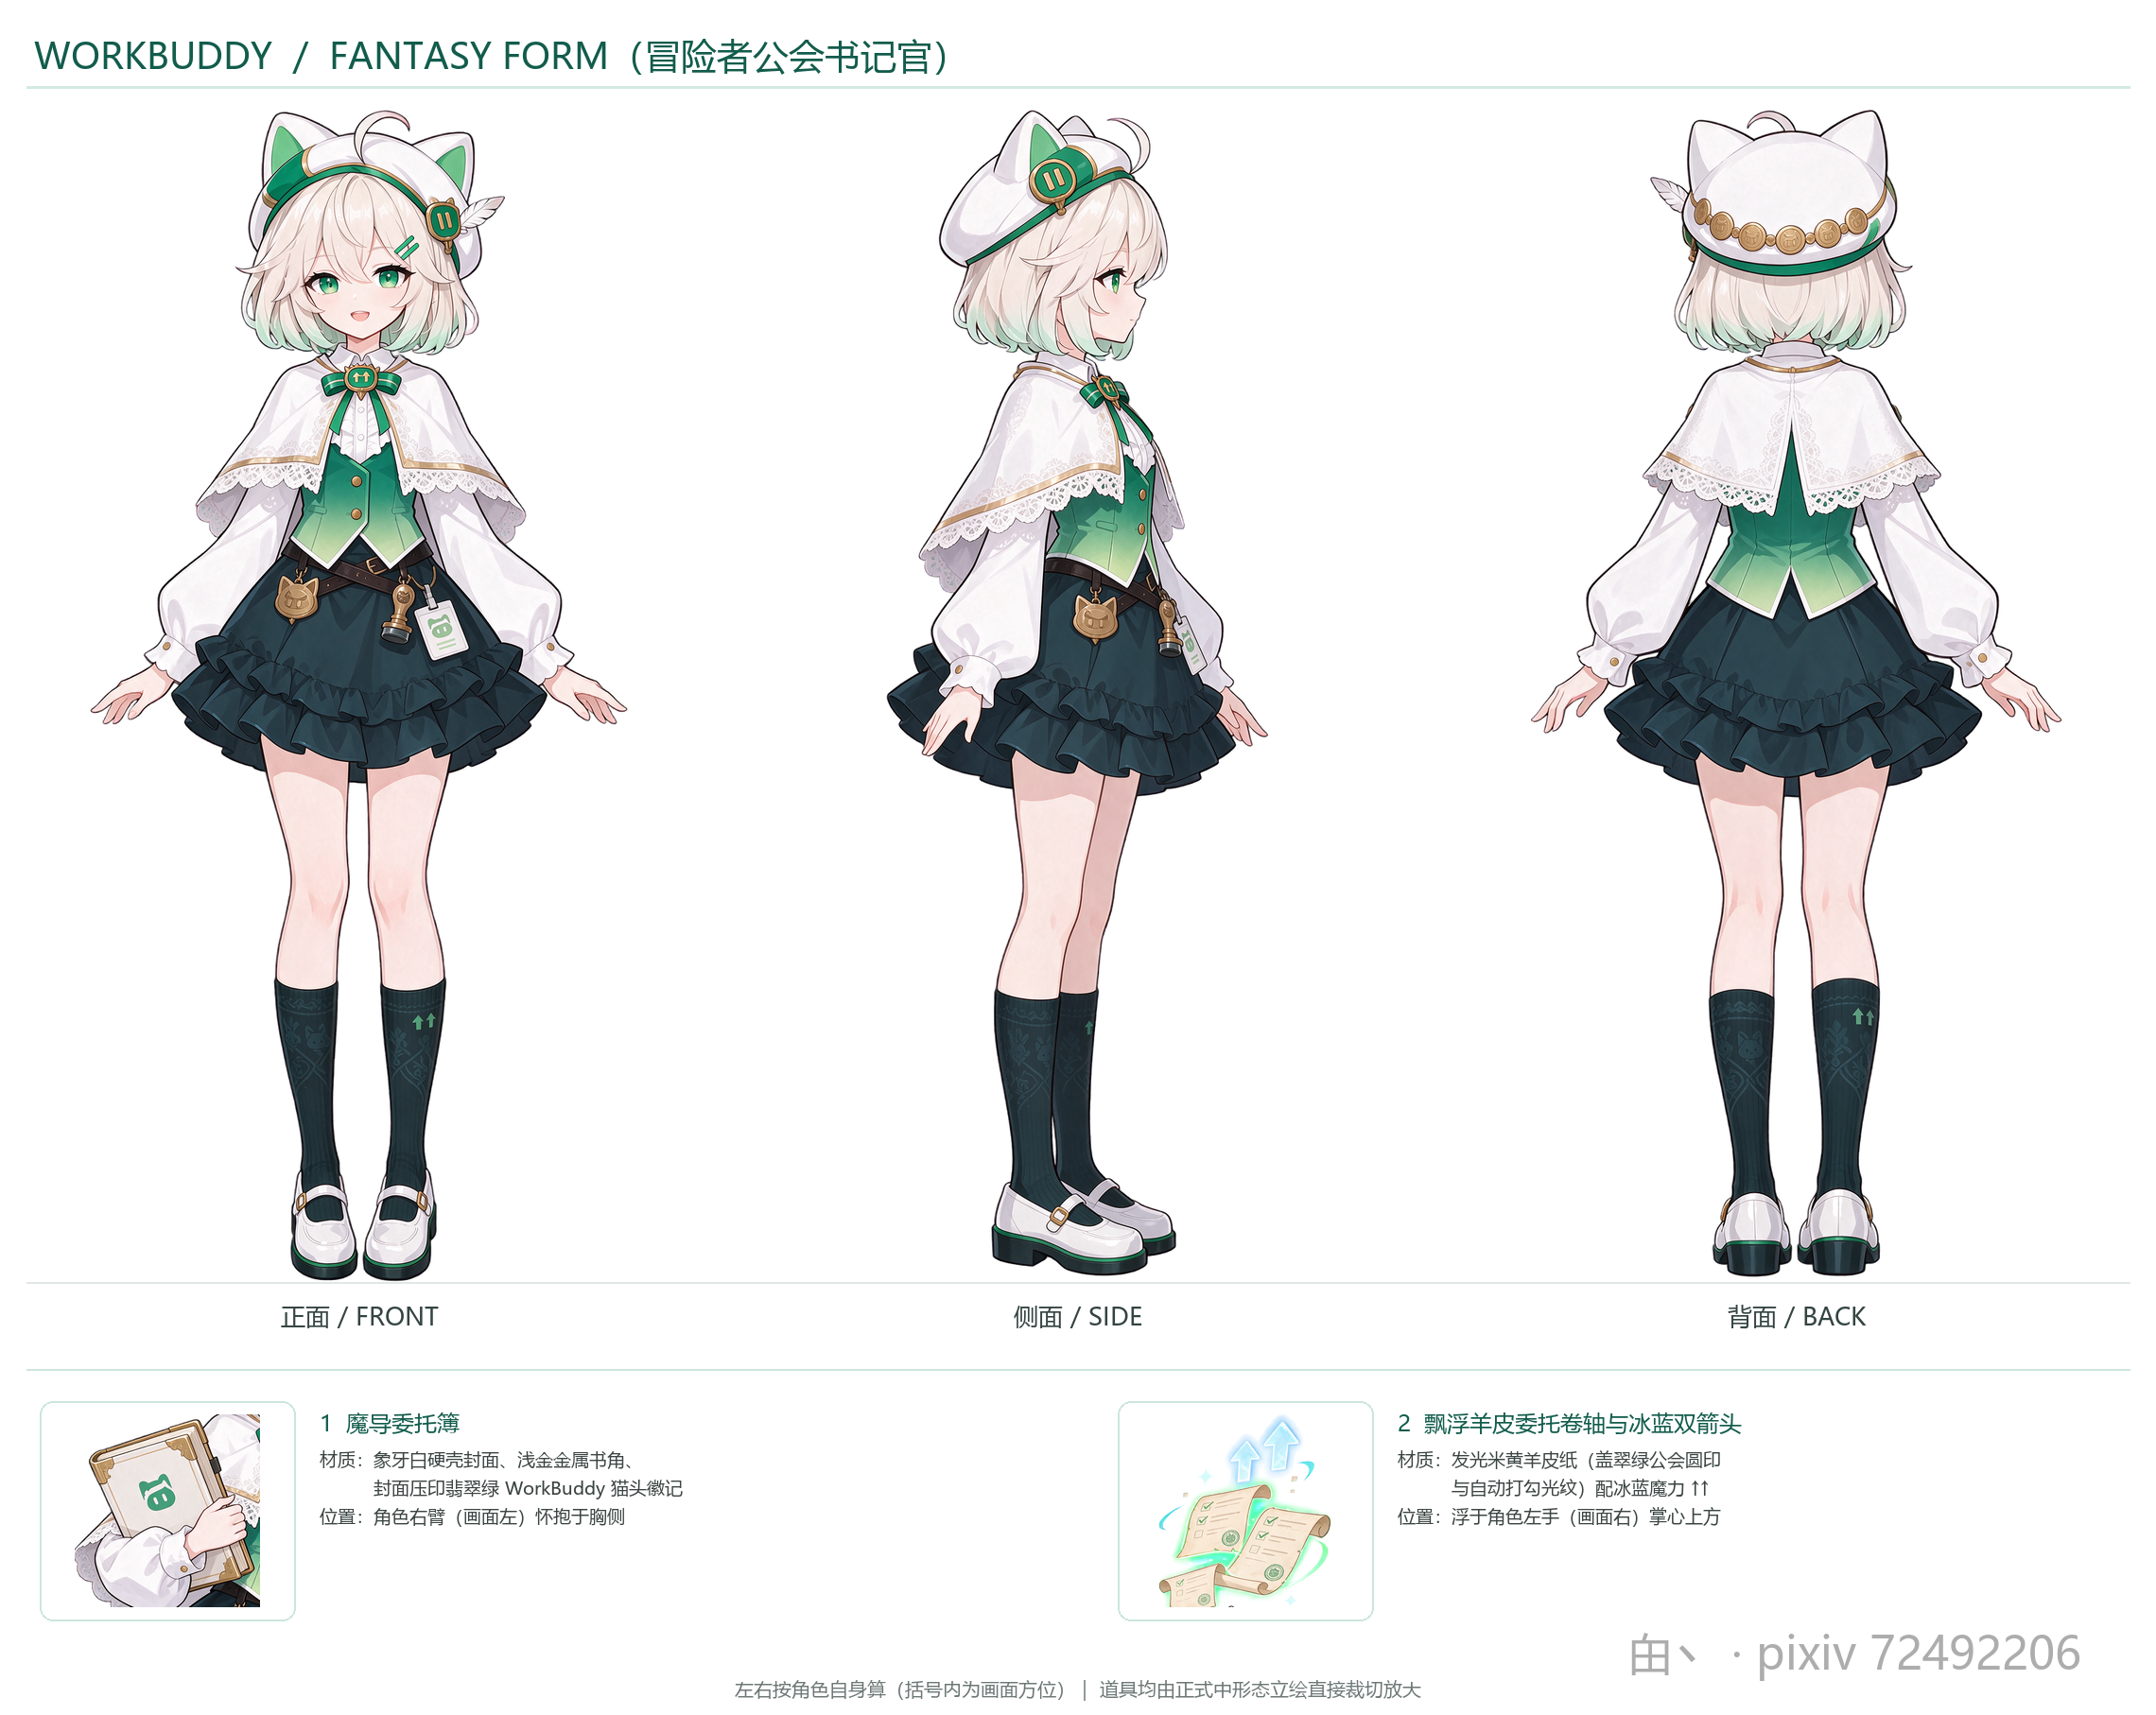 WORKBUDDY / FANTASY FORM（冒险者公会书记官）
正面 / FRONT
侧面 / SIDE
背面 / BACK
1 魔导委托簿
材质：象牙白硬壳封面、浅金金属书角、
封面压印翡翠绿 WorkBuddy 猫头徽记
位置：角色右臂（画面左）怀抱于胸侧
2 飘浮羊皮委托卷轴与冰蓝双箭头
材质：发光米黄羊皮纸（盖翠绿公会圆印
与自动打勾光纹）配冰蓝魔力 ↑↑
位置：浮于角色左手（画面右）掌心上方
甶丶 · pixiv 72492206
左右按角色自身算（括号内为画面方位）｜ 道具均由正式中形态立绘直接裁切放大